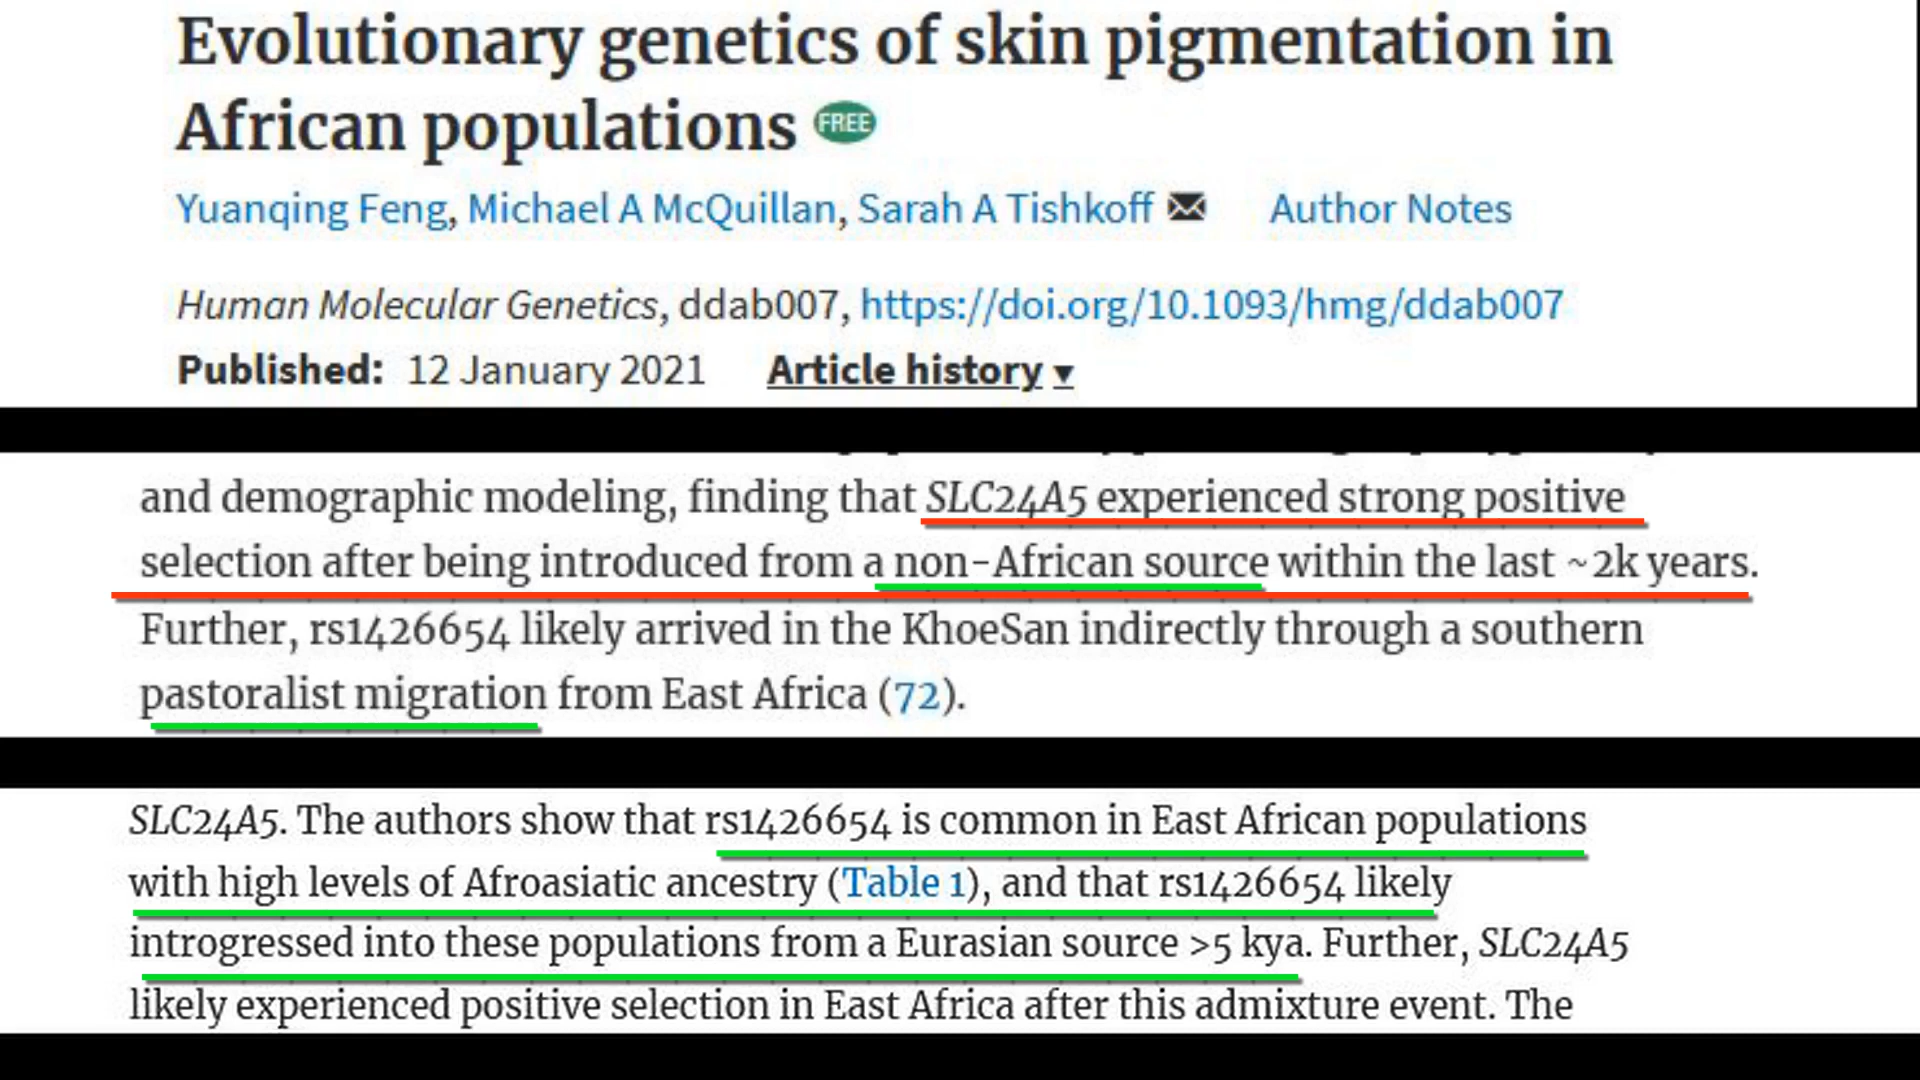 Evolutionary genetics of skin pigmentation in
African populations FREE
Yuanqing Feng, Michael A McQuillan, Sarah A Tishkoff Author Notes
Human Molecular Genetics, ddab007, https://doi.org/10.1093/hmg/ddab007
Published: 12 January 2021 Article history ▾
and demographic modeling, finding that SLC24A5 experienced strong positive
selection after being introduced from a non-African source within the last ~2k years.
Further, rs1426654 likely arrived in the KhoeSan indirectly through a southern
pastoralist migration from East Africa (72).
SLC24A5. The authors show that rs1426654 is common in East African populations
with high levels of Afroasiatic ancestry (Table 1), and that rs1426654 likely
introgressed into these populations from a Eurasian source >5 kya. Further, SLC24A5
likely experienced positive selection in East Africa after this admixture event. The